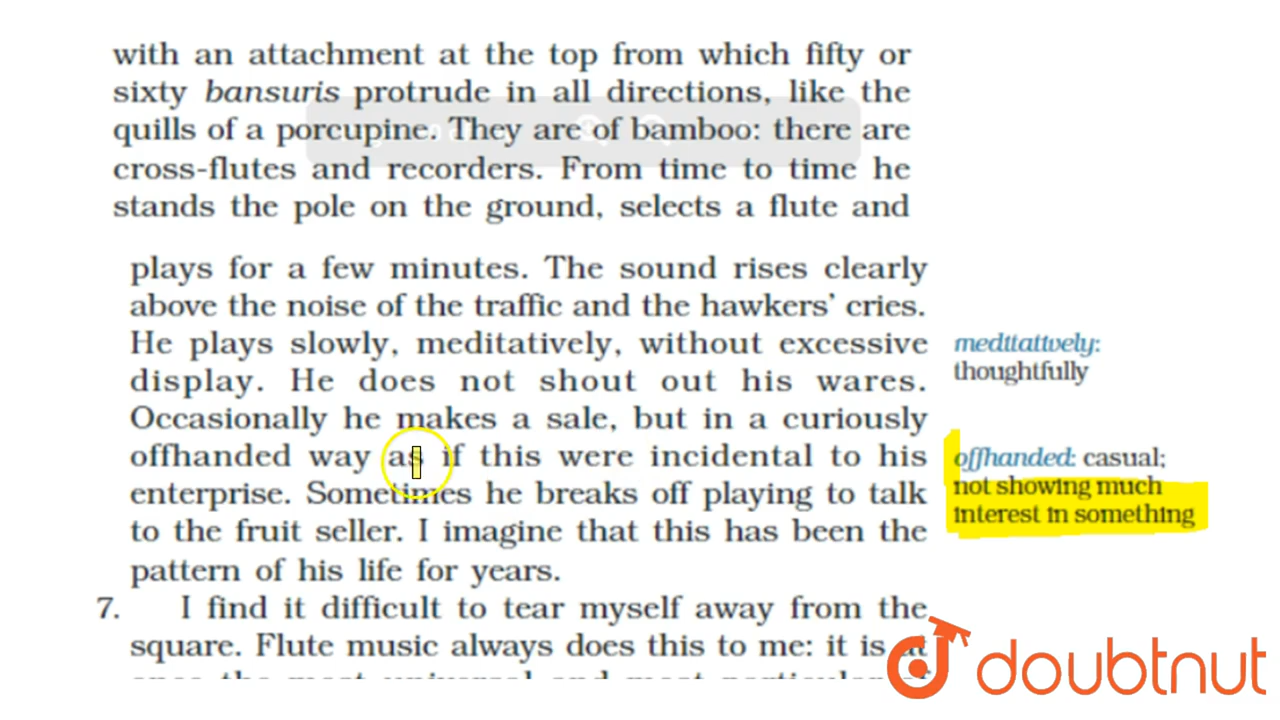 with an attachment at the top from which fifty or
sixty bansuris protrude in all directions, like the
quills of a porcupine. They are of bamboo: there are
cross-flutes and recorders. From time to time he
stands the pole on the ground, selects a flute and
plays for a few minutes. The sound rises clearly
above the noise of the traffic and the hawkers' cries.
He plays slowly, meditatively, without excessive
display. He does not shout out his wares.
Occasionally he makes a sale, but in a curiously
offhanded way as if this were incidental to his
enterprise. Sometimes he breaks off playing to talk
to the fruit seller. I imagine that this has been the
pattern of his life for years.
7. I find it difficult to tear myself away from the
square. Flute music always does this to me: it is at
meditatively:
thoughtfully
offhanded: casual;
not showing much
interest in something
doubtnut